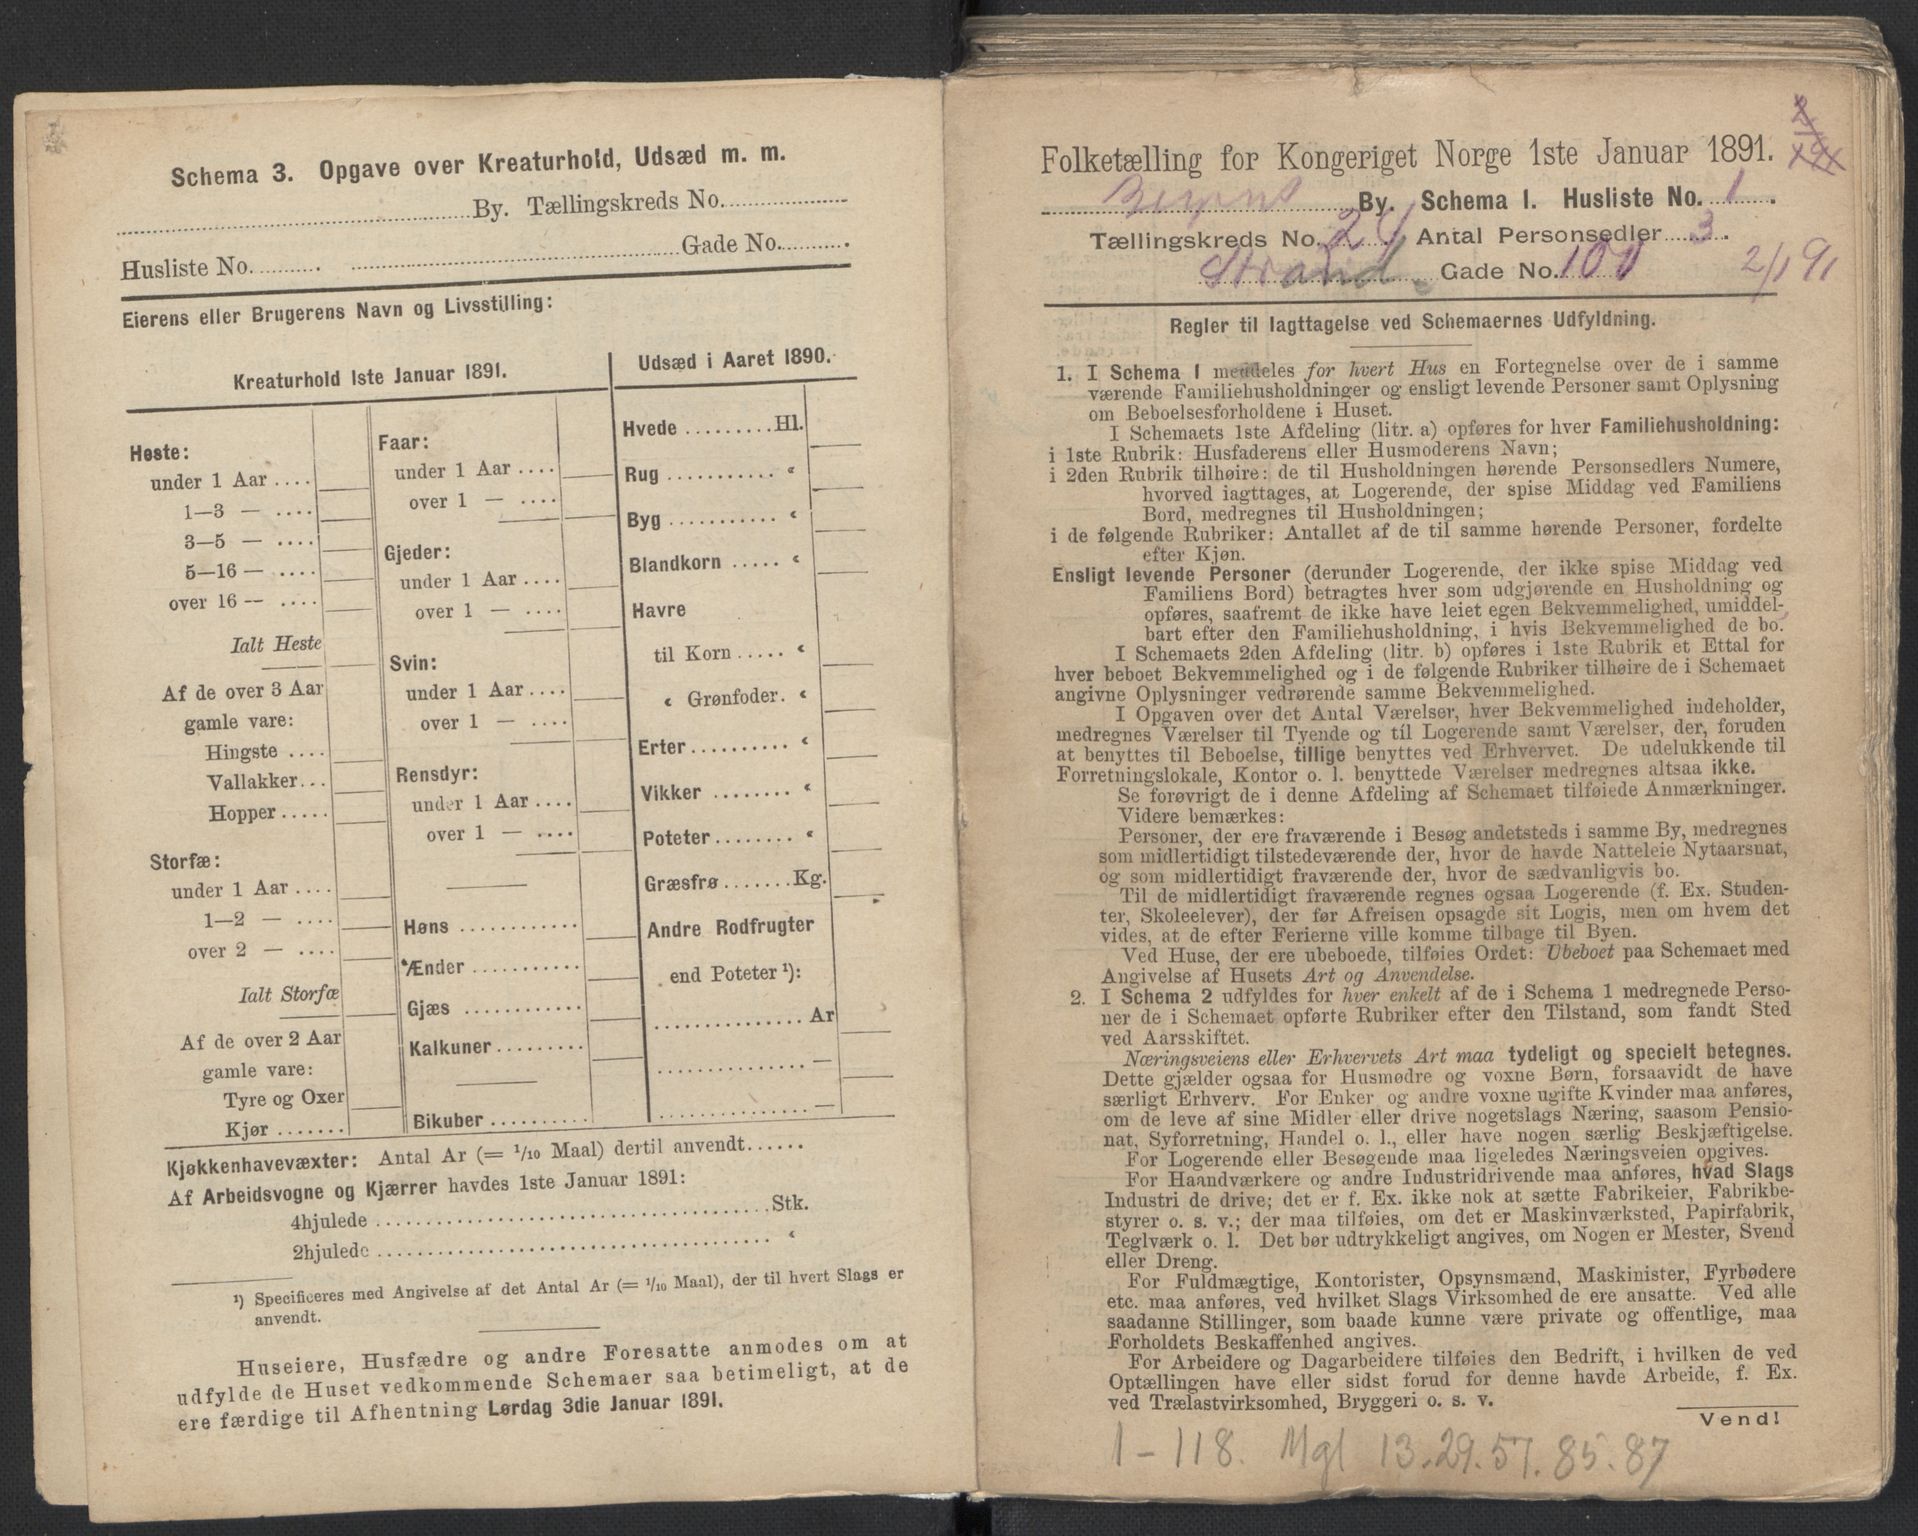 Schema 3. Opgave over Kreaturhold, Udsæd m. m.
By. Tællingskreds No.
Husliste No. Gade No.
Eierens eller Brugerens Navn og Livsstilling:
Kreaturhold 1ste Januar 1891.
Heste:
under 1 Aar
1—3 —
3—5 —
5—16 —
over 16 —
Ialt Heste
Af de over 3 Aar
gamle vare:
Hingste
Vallakker
Hopper
Storfæ:
under 1 Aar
1—2 —
over 2 —
Ialt Storfæ
Af de over 2 Aar
gamle vare:
Tyre og Oxer
Kjør
Faar:
under 1 Aar
over 1 —
Gjeder:
under 1 Aar
over 1 —
Svin:
under 1 Aar
over 1 —
Rensdyr:
under 1 Aar
over 1 —
Høns
Ænder
Gjæs
Kalkuner
Bikuber
Udsæd i Aaret 1890.
Hvede Hl.
Rug "
Byg "
Blandkorn "
Havre
til Korn "
" Grønfoder. "
Erter "
Vikker "
Poteter "
Græsfrø Kg.
Andre Rodfrugter
end Poteter ¹):
Ar
—
—
Kjøkkenhavevæxter: Antal Ar (= 1/10 Maal) dertil anvendt
Af Arbeidsvogne og Kjærrer havdes 1ste Januar 1891:
4hjulede Stk.
2hjulede "
¹) Specificeres med Angivelse af det Antal Ar (= 1/10 Maal), der til hvert Slags er
anvendt.
Huseiere, Husfædre og andre Foresatte anmodes om at
udfylde de Huset vedkommende Schemaer saa betimeligt, at de
ere færdige til Afhentning Lørdag 3die Januar 1891.
Folketælling for Kongeriget Norge 1ste Januar 1891.
By. Schema I. Husliste No. 1.
Tællingskreds No. 24 Antal Personsedler 3.
Strand. Gade No. 101 2/1 91
Regler til Iagttagelse ved Schemaernes Udfyldning.
1. I Schema 1 meddeles for hvert Hus en Fortegnelse over de i samme
værende Familiehusholdninger og ensligt levende Personer samt Oplysning
om Beboelsesforholdene i Huset.
I Schemaets 1ste Afdeling (litr. a) opføres for hver Familiehusholdning:
i 1ste Rubrik: Husfaderens eller Husmoderens Navn;
i 2den Rubrik tilhøire: de til Husholdningen hørende Personsedlers Numere,
hvorved iagttages, at Logerende, der spise Middag ved Familiens
Bord, medregnes til Husholdningen;
i de følgende Rubriker: Antallet af de til samme hørende Personer, fordelte
efter Kjøn.
Ensligt levende Personer (derunder Logerende, der ikke spise Middag ved
Familiens Bord) betragtes hver som udgjørende en Husholdning og
opføres, saafremt de ikke have leiet egen Bekvemmelighed, umiddel-
bart efter den Familiehusholdning, i hvis Bekvemmelighed de bo.
I Schemaets 2den Afdeling (litr. b) opføres i 1ste Rubrik et Ettal for
hver beboet Bekvemmelighed og i de følgende Rubriker tilhøire de i Schemaet
angivne Oplysninger vedrørende samme Bekvemmelighed.
I Opgaven over det Antal Værelser, hver Bekvemmelighed indeholder,
medregnes Værelser til Tyende og til Logerende samt Værelser, der, foruden
at benyttes til Beboelse, tillige benyttes ved Erhvervet. De udelukkende til
Forretningslokale, Kontor o. l. benyttede Værelser medregnes altsaa ikke.
Se forøvrigt de i denne Afdeling af Schemaet tilføiede Anmærkninger.
Videre bemærkes:
Personer, der ere fraværende i Besøg andetsteds i samme By, medregnes
som midlertidigt tilstedeværende der, hvor de havde Natteleie Nytaarsnat,
og som midlertidigt fraværende der, hvor de sædvanligvis bo.
Til de midlertidigt fraværende regnes ogsaa Logerende (f. Ex. Studen-
ter, Skoleelever), der før Afreisen opsagde sit Logis, men om hvem det
vides, at de efter Ferierne ville komme tilbage til Byen.
Ved Huse, der ere ubeboede, tilføies Ordet: Ubeboet paa Schemaet med
Angivelse af Husets Art og Anvendelse.
2. I Schema 2 udfyldes for hver enkelt af de i Schema 1 medregnede Perso-
ner de i Schemaet opførte Rubriker efter den Tilstand, som fandt Sted
ved Aarsskiftet.
Næringsveiens eller Erhvervets Art maa tydeligt og specielt betegnes.
Dette gjælder ogsaa for Husmødre og voxne Børn, forsaavidt de have
særligt Erhverv. For Enker og andre voxne ugifte Kvinder maa anføres,
om de leve af sine Midler eller drive nogetslags Næring, saasom Pensio-
nat, Syforretning, Handel o. l., eller have nogen særlig Beskjæftigelse.
For Logerende eller Besøgende maa ligeledes Næringsveien opgives.
For Haandværkere og andre Industridrivende maa anføres, hvad Slags
Industri de drive; det er f. Ex. ikke nok at sætte Fabrikeier, Fabrikbe-
styrer o. s. v.; der maa tilføies, om det er Maskinværksted, Papirfabrik,
Teglværk o. l. Det bør udtrykkeligt angives, om Nogen er Mester, Svend
eller Dreng.
For Fuldmægtige, Kontorister, Opsynsmænd, Maskinister, Fyrbødere
etc. maa anføres, ved hvilket Slags Virksomhed de ere ansatte. Ved alle
saadanne Stillinger, som baade kunne være private og offentlige, maa
Forholdets Beskaffenhed angives.
For Arbeidere og Dagarbeidere tilføies den Bedrift, i hvilken de ved
Optællingen have eller sidst forud for denne havde Arbeide, f. Ex.
ved Trælastvirksomhed, Bryggeri o. s. v.
Vend!
1-118. Mgl 13.29.57.85.87